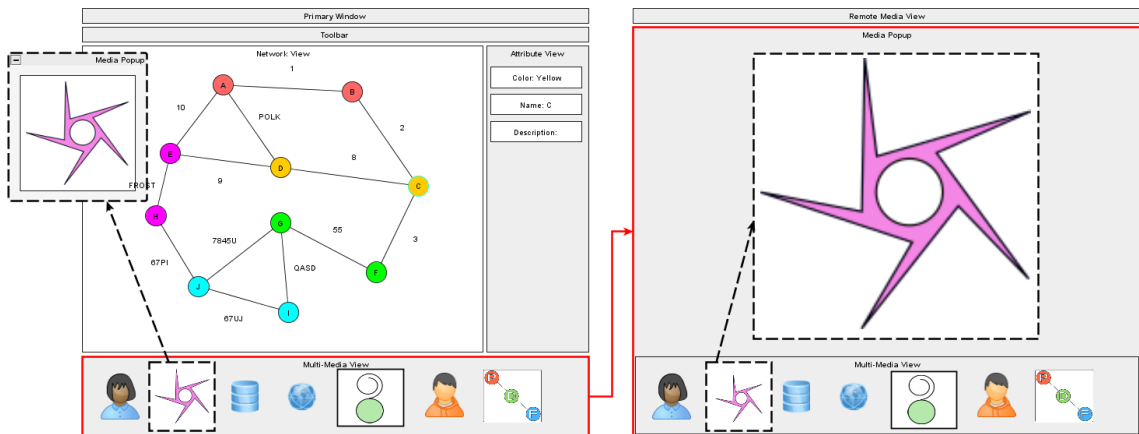 Primary Window
Toolbar
Media Popup
Network View
1
A
B
10
POLK
2
E
D
8
9
C
FROST
H
G
7845U
55
3
67PI
QASD
F
J
I
67UJ
Attribute View
Color: Yellow
Name: C
Description:
Multi-Media View
Remote Media View
Media Popup
Multi-Media View